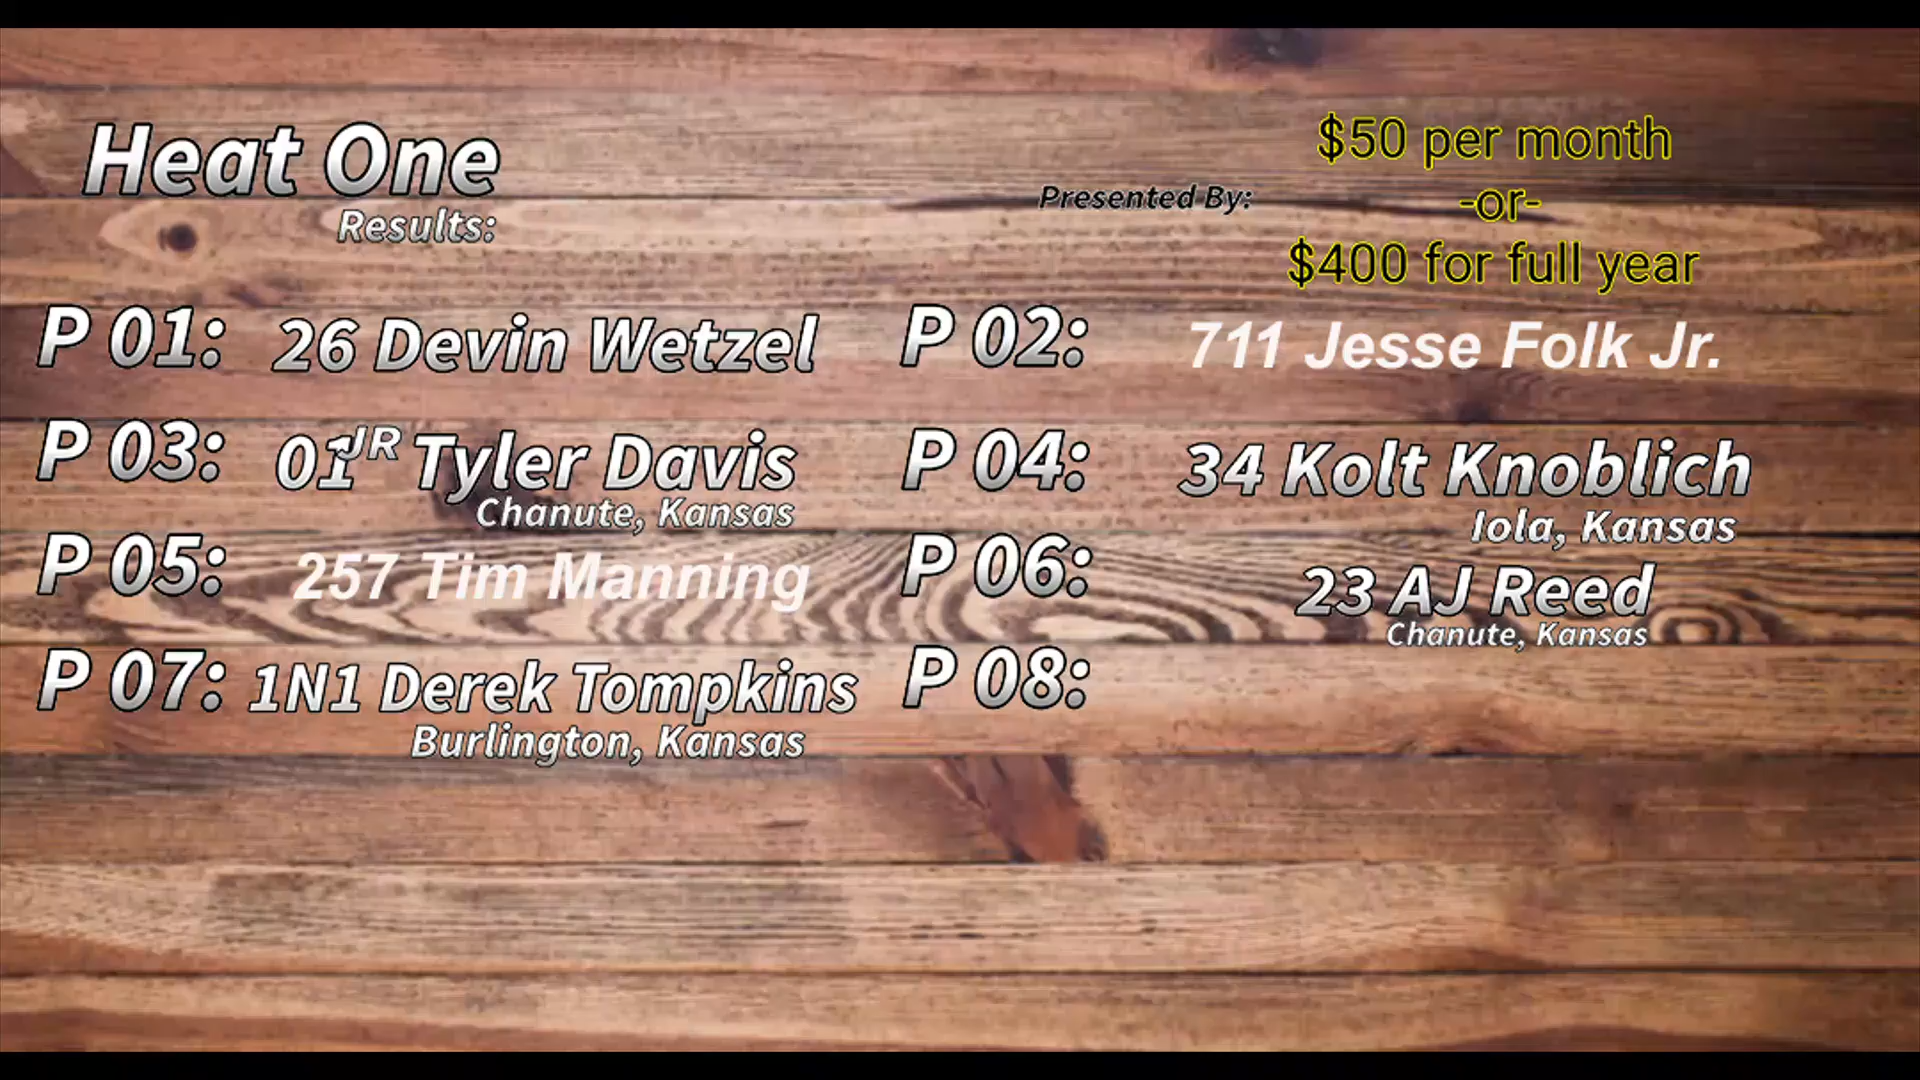 Heat One
Results:
Presented By:
$50 per month
-or-
$400 for full year
P 01: 26 Devin Wetzel
P 02: 711 Jesse Folk Jr.
P 03: 01JR Tyler Davis
Chanute, Kansas
P 04: 34 Kolt Knoblich
Iola, Kansas
P 05: 257 Tim Manning
P 06: 23 AJ Reed
Chanute, Kansas
P 07: 1N1 Derek Tompkins
Burlington, Kansas
P 08: